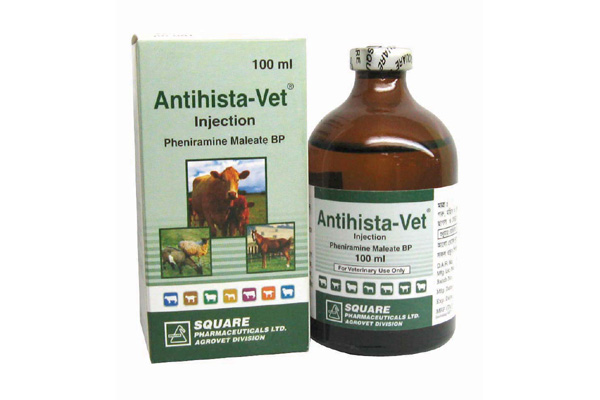 100 ml
Antihista-Vet®
Injection
Pheniramine Maleate BP
SQUARE
PHARMACEUTICALS LTD.
AGROVET DIVISION
SQUARE
Antihista-Vet®
Injection
Pheniramine Maleate BP
100 ml
For Veterinary Use Only
SQUARE
PHARMACEUTICALS LTD.
AGROVET DIVISION